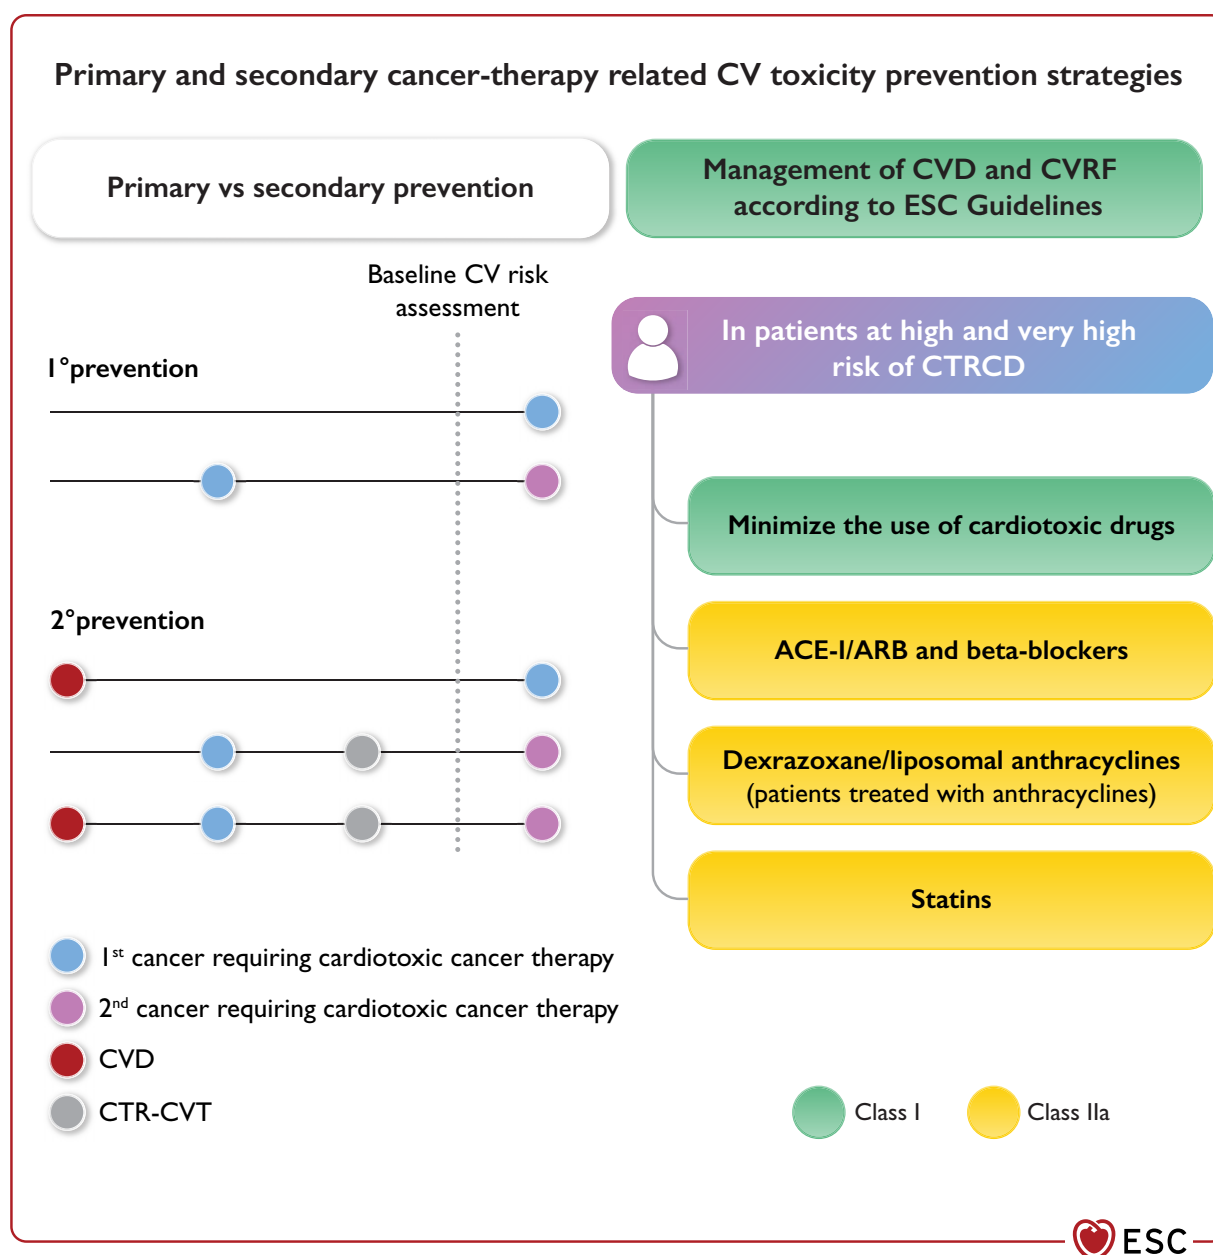 Primary and secondary cancer-therapy related CV toxicity prevention strategies
Primary vs secondary prevention
Baseline CV risk
assessment
1°prevention
2°prevention
1st cancer requiring cardiotoxic cancer therapy
2nd cancer requiring cardiotoxic cancer therapy
CVD
CTR-CVT
Management of CVD and CVRF
according to ESC Guidelines
In patients at high and very high
risk of CTRCD
Minimize the use of cardiotoxic drugs
ACE-I/ARB and beta-blockers
Dexrazoxane/liposomal anthracyclines
(patients treated with anthracyclines)
Statins
Class I
Class IIa
ESC